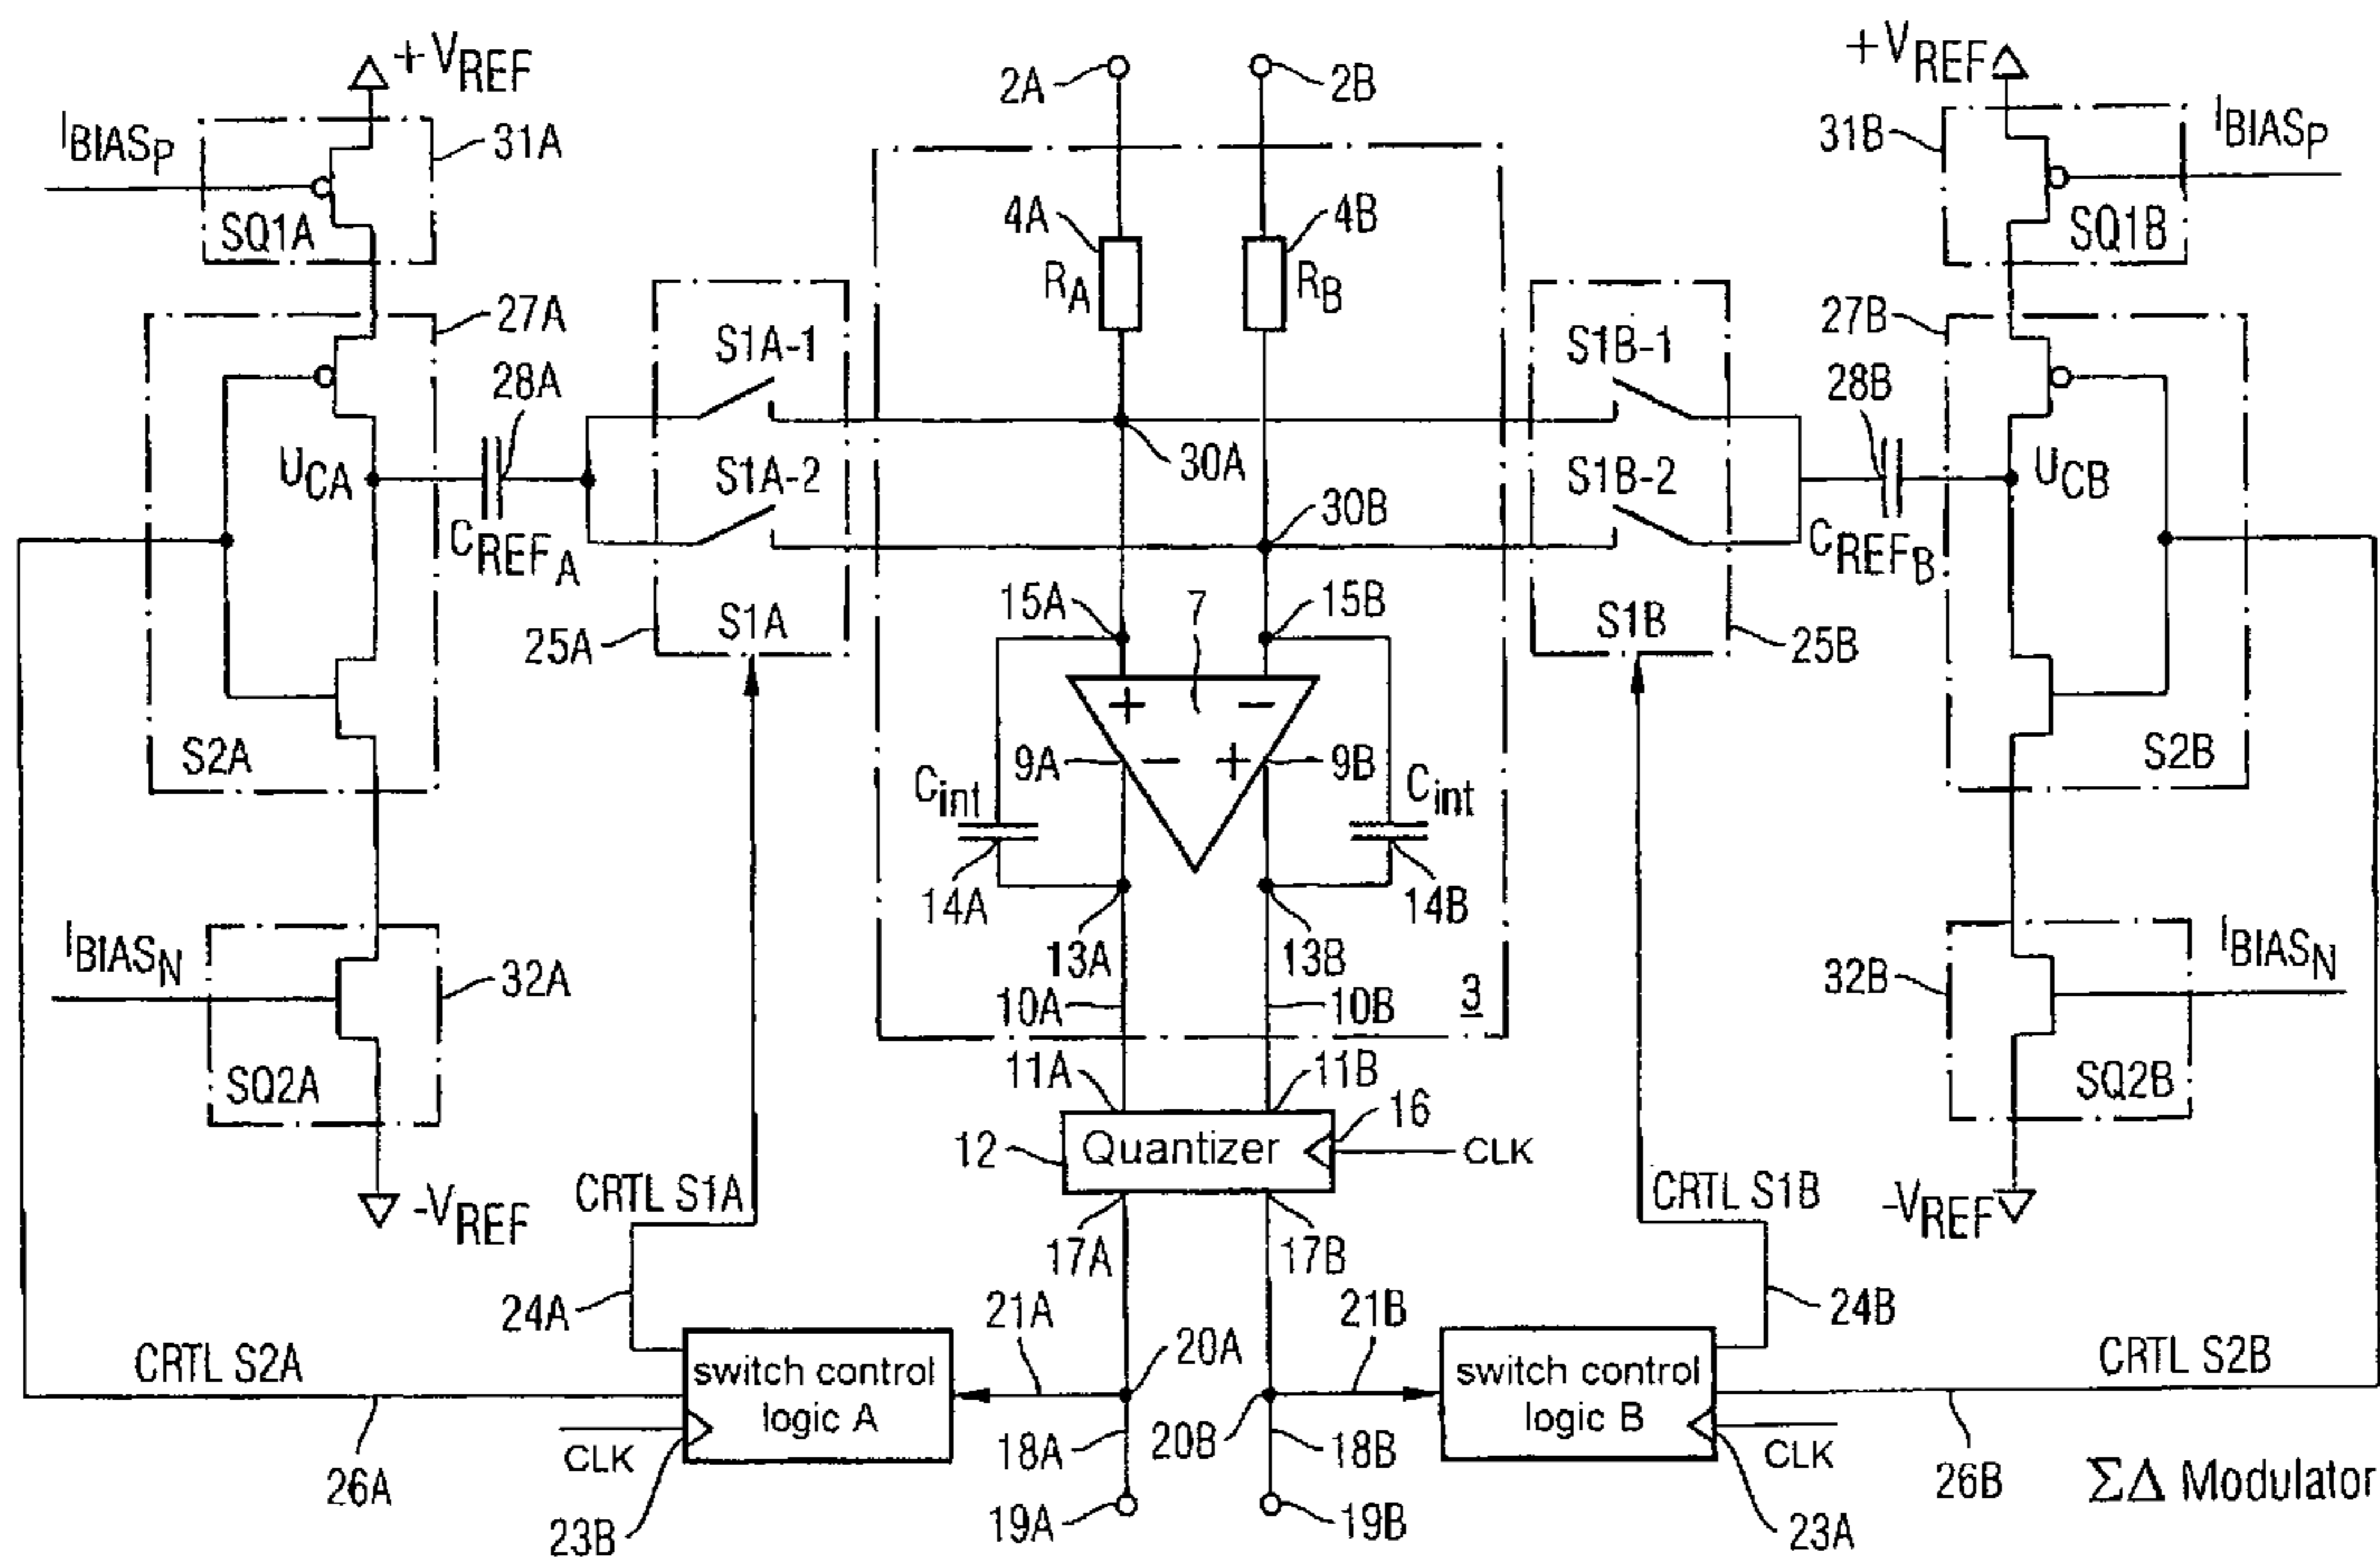 +VREF
2A
2B
+VREF
IBIASP
31A
31B
IBIASP
SQ1A
4A
4B
SQ1B
RA
RB
27A
S1A-1
S1B-1
27B
28A
28B
UCA
S1A-2
30A
S1B-2
UCB
30B
CREFA
CREFB
15A
7
15B
S1A
S1B
25A
25B
+
−
S2A
9A
−
+
9B
S2B
Cint
Cint
14A
14B
IBIASN
13A
13B
IBIASN
32A
32B
10A
10B
3
SQ2A
11A
11B
SQ2B
16
12
Quantizer
CLK
CRTL S1A
CRTL S1B
-VREF
-VREF
17A
17B
24A
21A
21B
24B
CRTL S2A
20A
CRTL S2B
switch control
logic A
switch control
logic B
CLK
18A
20B
18B
CLK
26A
26B
ΣΔ Modulator
23B
19A
19B
23A